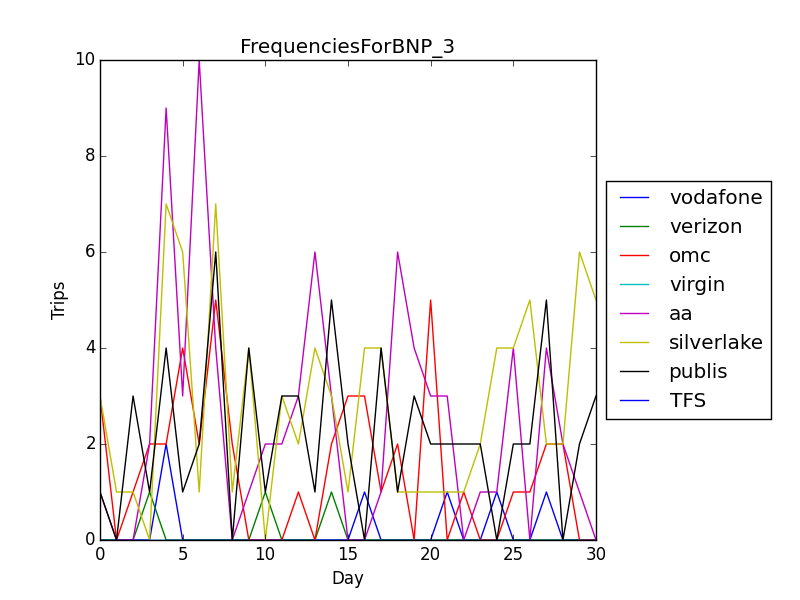 FrequenciesForBNP_3
10
8
6
4
2
0
Trips
0 5 10 15 20 25 30
Day
vodafone
verizon
omc
virgin
aa
silverlake
publis
TFS